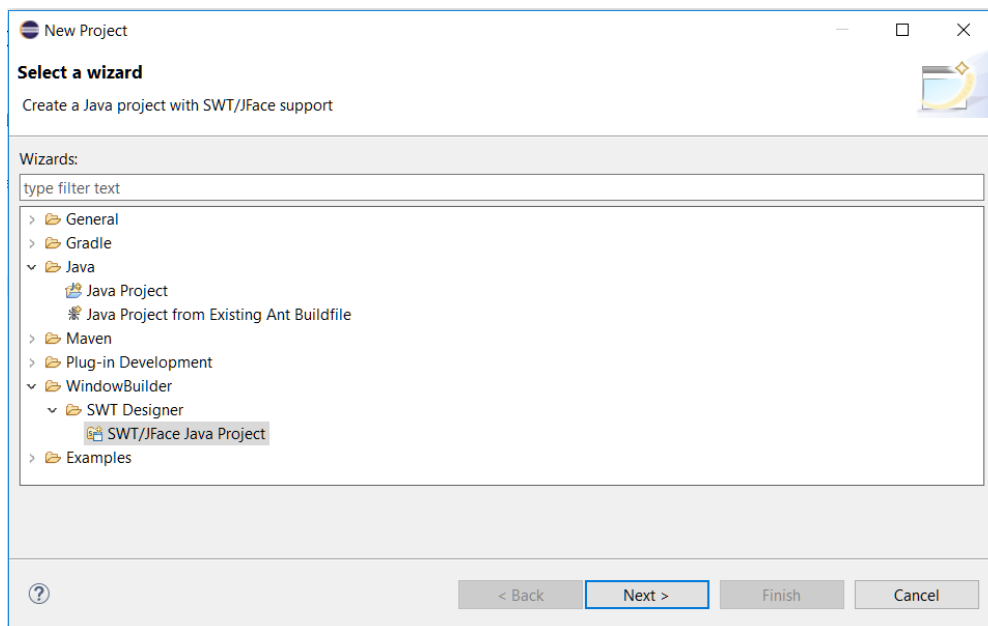 New Project
Select a wizard
Create a Java project with SWT/JFace support
Wizards:
type filter text
General
Gradle
Java
Java Project
Java Project from Existing Ant Buildfile
Maven
Plug-in Development
WindowBuilder
SWT Designer
SWT/JFace Java Project
Examples
? < Back Next > Finish Cancel